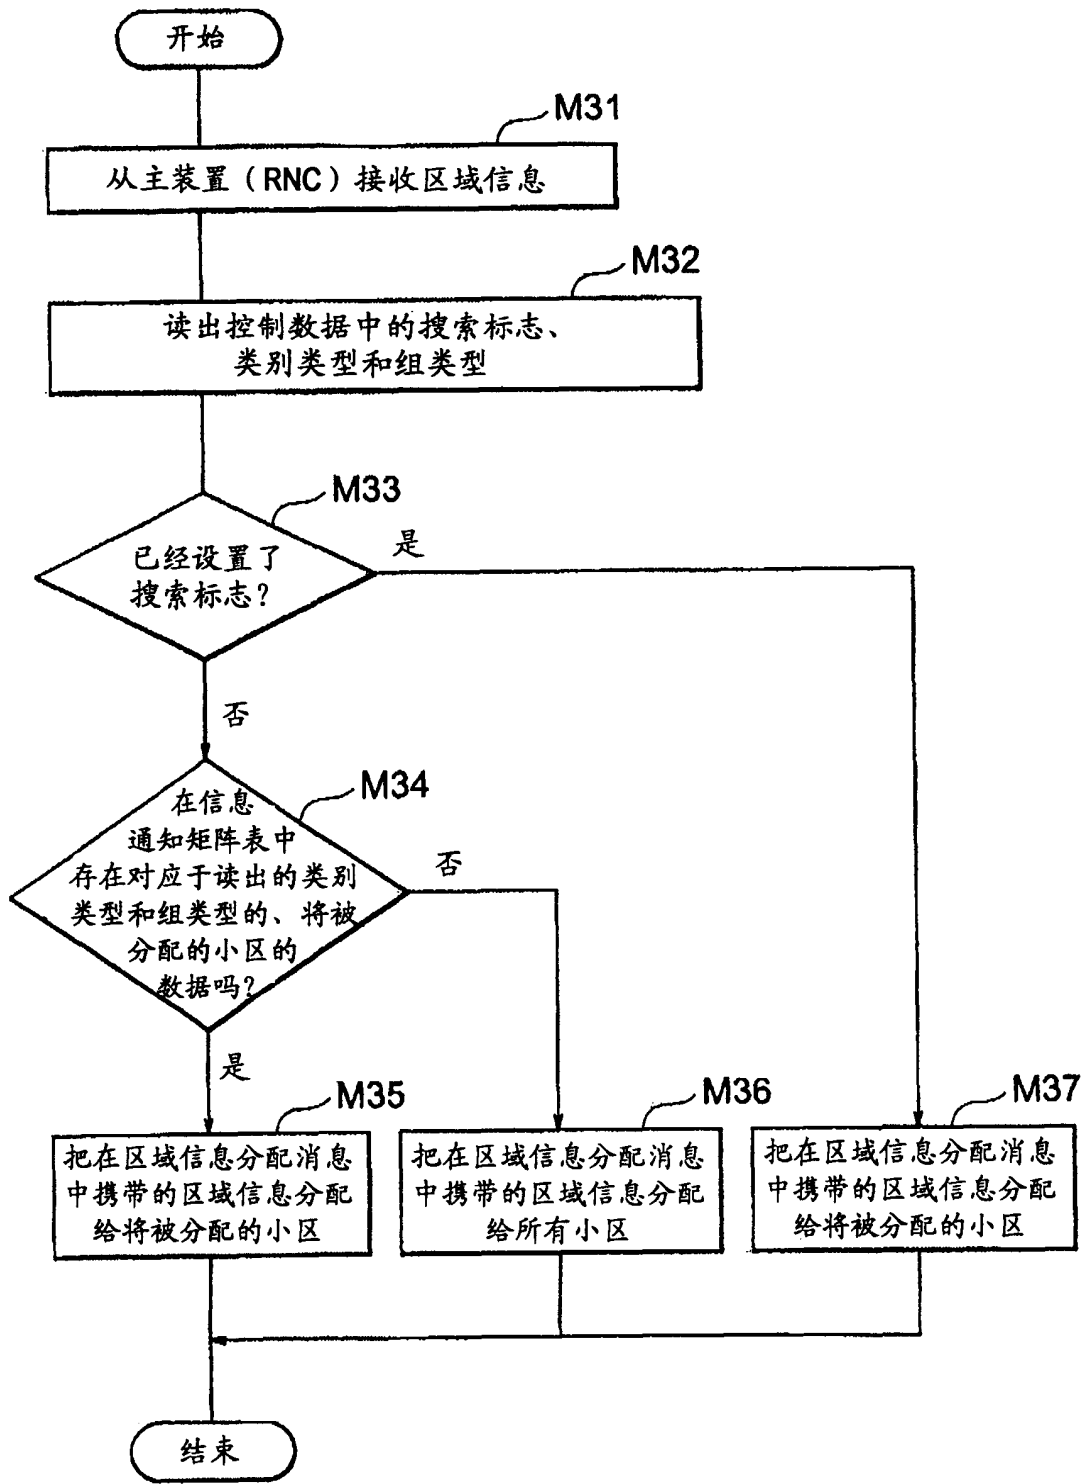 开始
M31
从主装置（RNC）接收区域信息
M32
读出控制数据中的搜索标志、
类别类型和组类型
M33
已经设置了
搜索标志？
是
否
M34
在信息
通知矩阵表中
存在对应于读出的类别
类型和组类型的、将被
分配的小区的
数据吗？
否
是
M35
把在区域信息分配消息
中携带的区域信息分配
给将被分配的小区
M36
把在区域信息分配消息
中携带的区域信息分配
给所有小区
M37
把在区域信息分配消息
中携带的区域信息分配
给将被分配的小区
结束